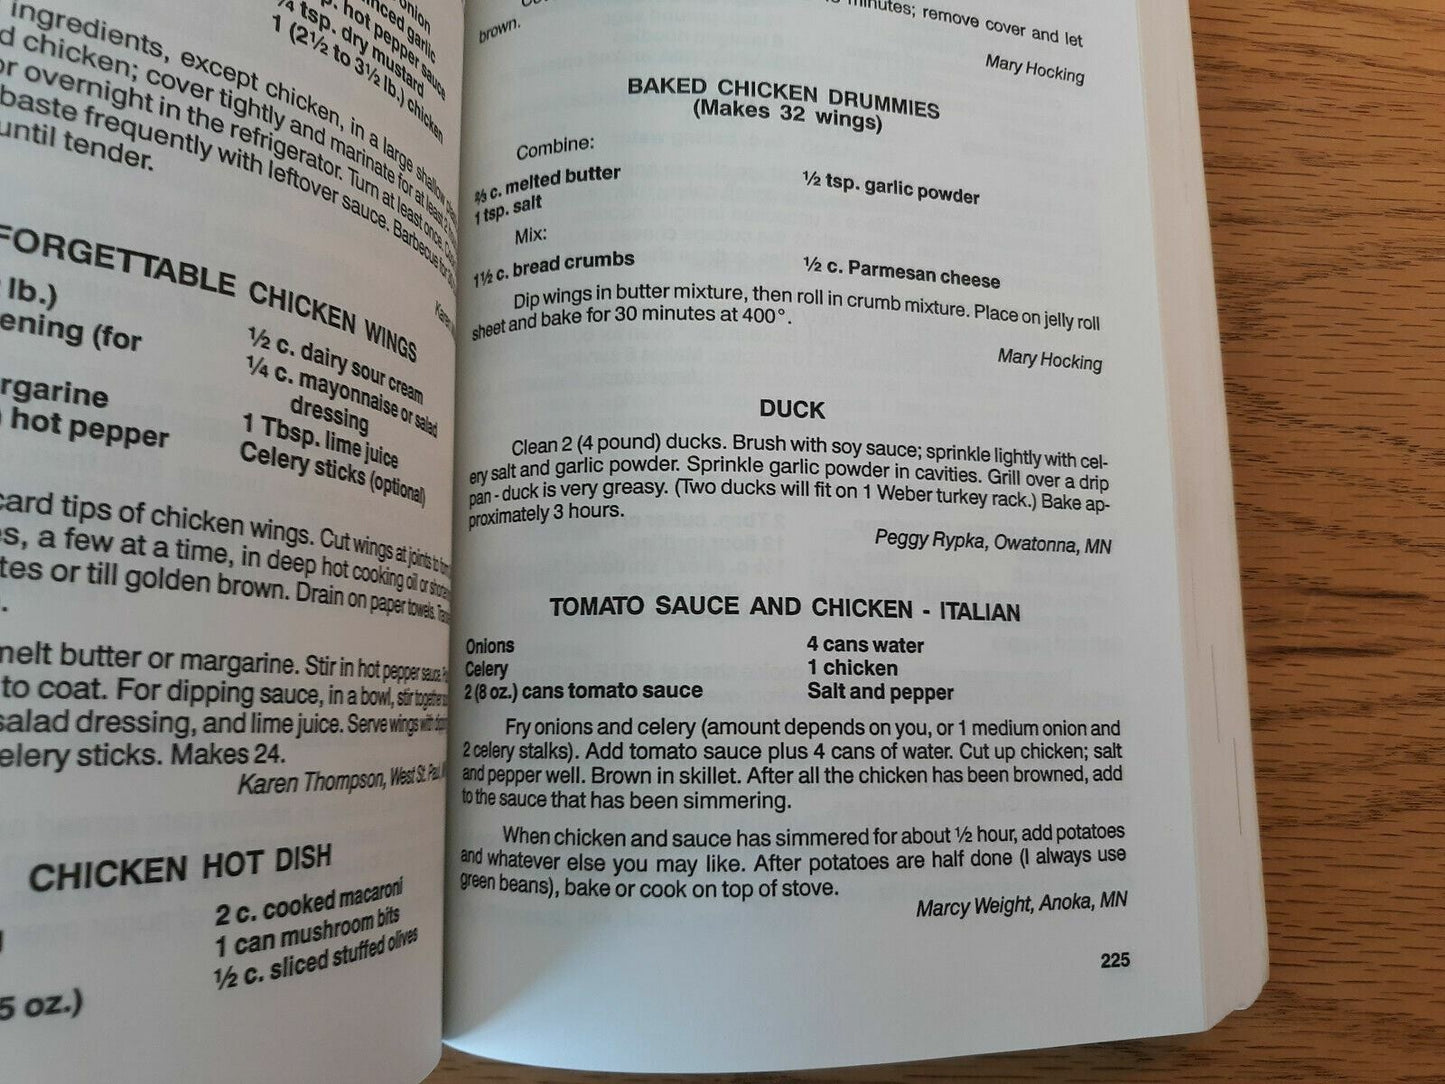 onion
garlic
hot pepper sauce
¼ tsp. dry mustard
1 (2½ to 3½ lb.) chicken
ingredients, except chicken, in a large shallow
chicken; cover tightly and marinate for at least 2
or overnight in the refrigerator. Turn at least once.
baste frequently with leftover sauce. Barbecue for
until tender.
FORGETTABLE CHICKEN WINGS
lb.)
ening (for
rgarine
hot pepper
½ c. dairy sour cream
¼ c. mayonnaise or salad
dressing
1 Tbsp. lime juice
Celery sticks (optional)
card tips of chicken wings. Cut wings at joints to
es, a few at a time, in deep hot cooking oil or
tes or till golden brown. Drain on paper towels.
melt butter or margarine. Stir in hot pepper sauce.
to coat. For dipping sauce, in a bowl, stir together
salad dressing, and lime juice. Serve wings with
elery sticks. Makes 24.
Karen Thompson, West St. Paul,
CHICKEN HOT DISH
2 c. cooked macaroni
1 can mushroom bits
½ c. sliced stuffed olives
5 oz.)
minutes; remove cover and let
brown.
Mary Hocking
BAKED CHICKEN DRUMMIES
(Makes 32 wings)
Combine:
⅔ c. melted butter ½ tsp. garlic powder
1 tsp. salt
Mix:
1½ c. bread crumbs ½ c. Parmesan cheese
Dip wings in butter mixture, then roll in crumb mixture. Place on jelly roll
sheet and bake for 30 minutes at 400°.
Mary Hocking
DUCK
Clean 2 (4 pound) ducks. Brush with soy sauce; sprinkle lightly with cel-
ery salt and garlic powder. Sprinkle garlic powder in cavities. Grill over a drip
pan - duck is very greasy. (Two ducks will fit on 1 Weber turkey rack.) Bake ap-
proximately 3 hours.
Peggy Rypka, Owatonna, MN
TOMATO SAUCE AND CHICKEN - ITALIAN
Onions 4 cans water
Celery 1 chicken
2 (8 oz.) cans tomato sauce Salt and pepper
Fry onions and celery (amount depends on you, or 1 medium onion and
2 celery stalks). Add tomato sauce plus 4 cans of water. Cut up chicken; salt
and pepper well. Brown in skillet. After all the chicken has been browned, add
to the sauce that has been simmering.
When chicken and sauce has simmered for about ½ hour, add potatoes
and whatever else you may like. After potatoes are half done (I always use
green beans), bake or cook on top of stove.
Marcy Weight, Anoka, MN
225